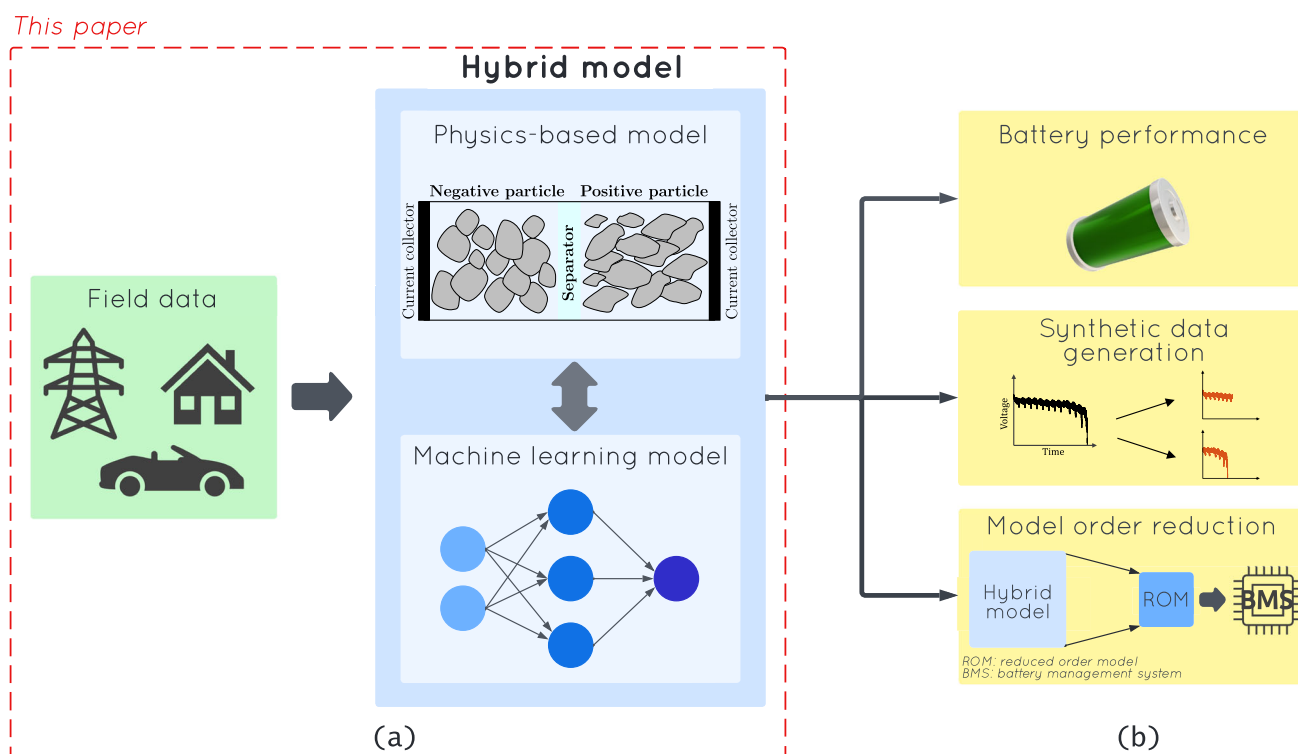 This paper
Hybrid model
Physics-based model
Negative particle
Positive particle
Current collector
Separator
Current collector
Field data
Machine learning model
(a)
Battery performance
Synthetic data
generation
Voltage
Time
Model order reduction
Hybrid
model
ROM
BMS
ROM: reduced order model
BMS: battery management system
(b)